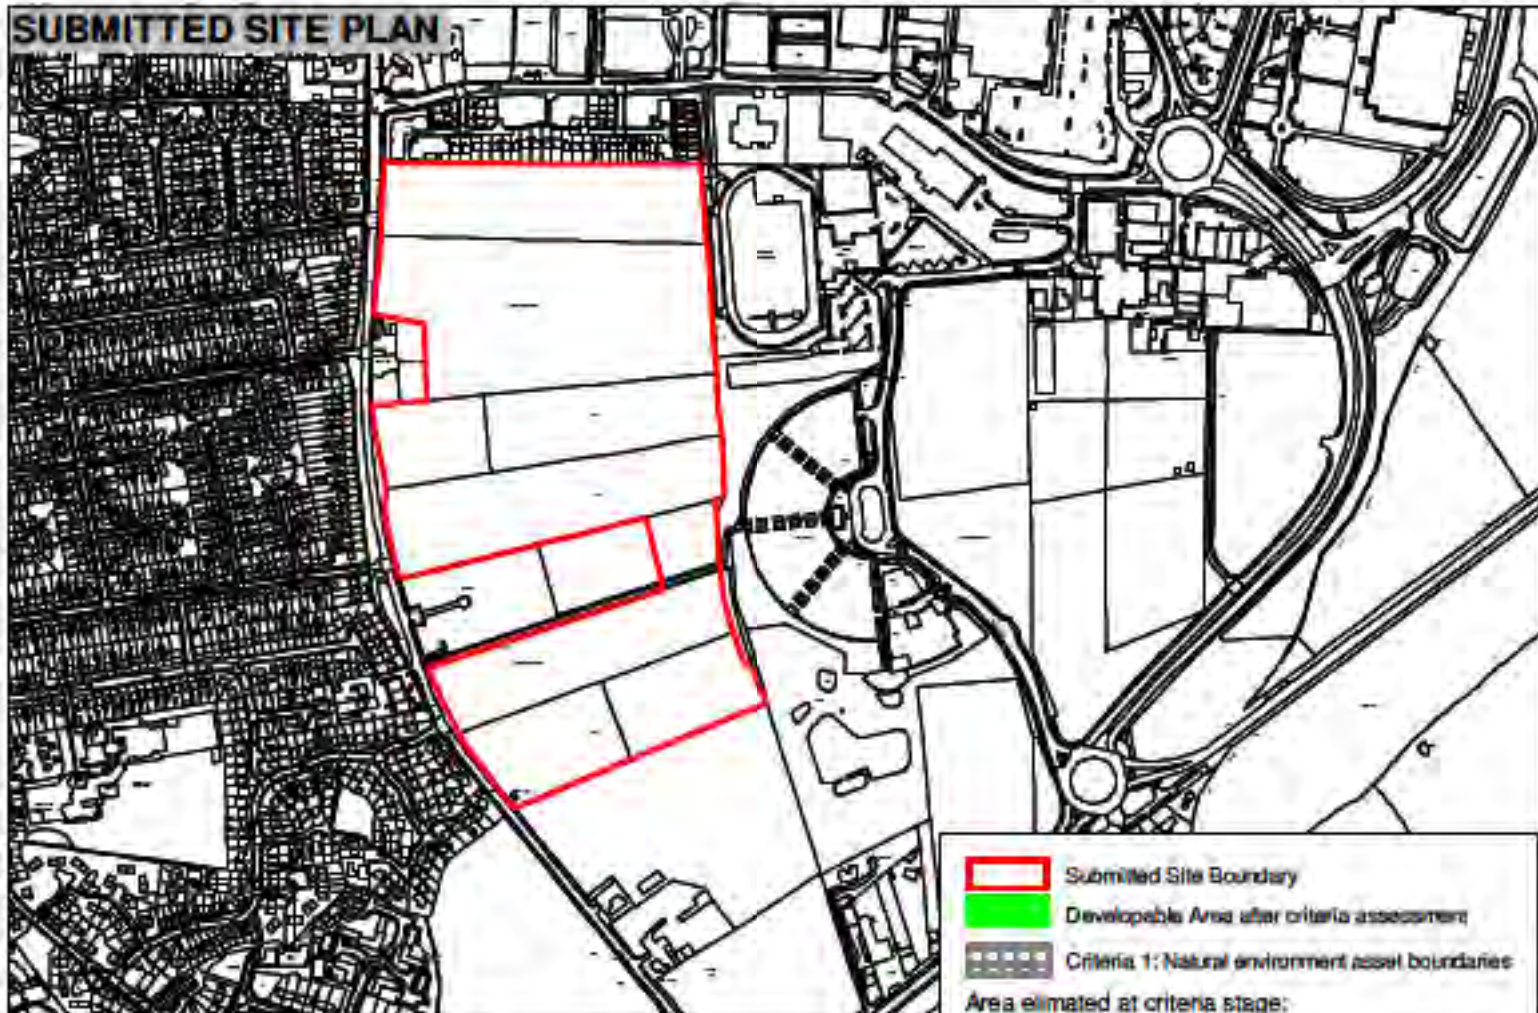 SUBMITTED SITE PLAN
Submitted Site Boundary
Developable Area after criteria assessment
Criteria 1: Natural environment asset boundaries
Area elimated at criteria stage: